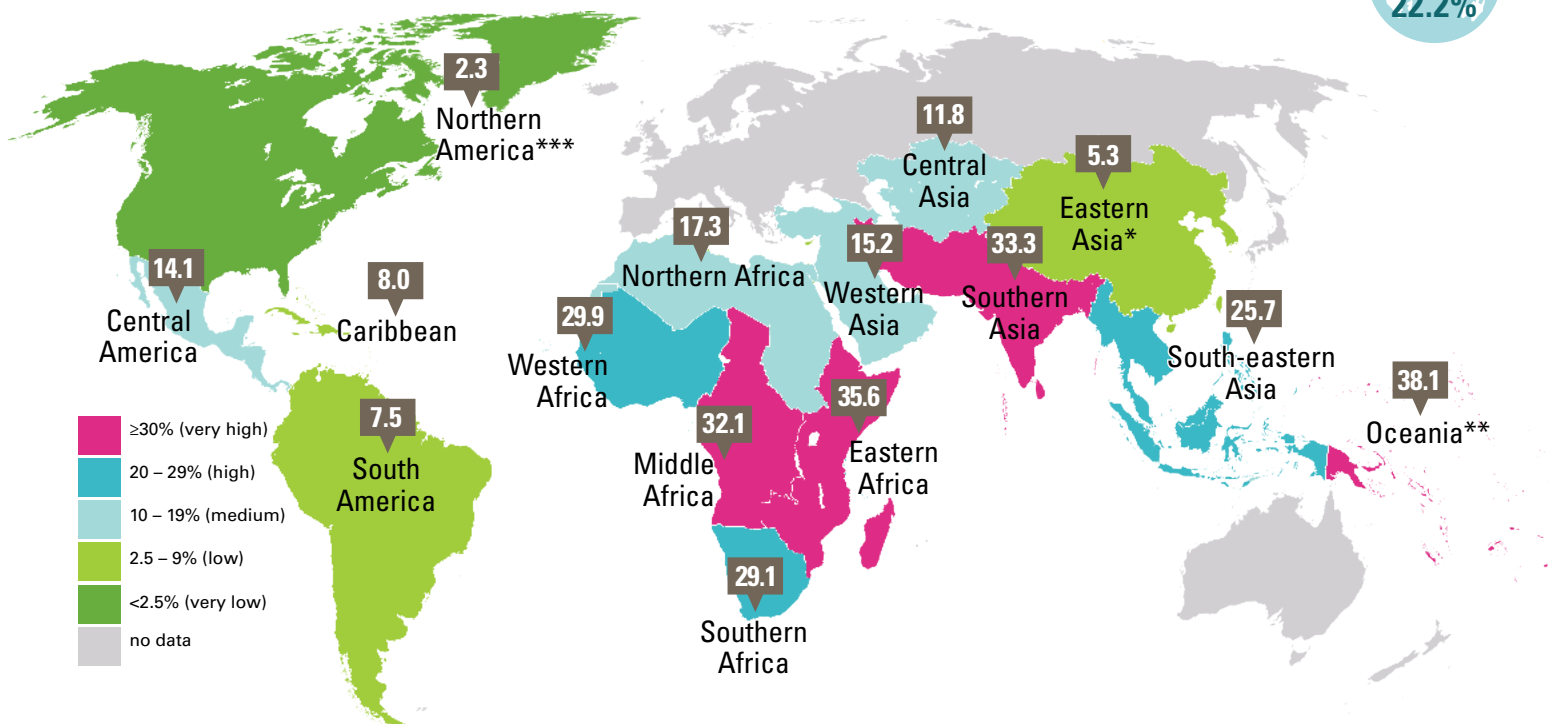 22.2%
2.3
Northern
America***
11.8
Central
Asia
5.3
Eastern
Asia*
17.3
Northern Africa
15.2
Western
Asia
33.3
Southern
Asia
14.1
Central
America
8.0
Caribbean
29.9
Western
Africa
25.7
South-eastern
Asia
38.1
Oceania**
7.5
South
America
32.1
Middle
Africa
35.6
Eastern
Africa
29.1
Southern
Africa
≥30% (very high)
20 – 29% (high)
10 – 19% (medium)
2.5 – 9% (low)
<2.5% (very low)
no data